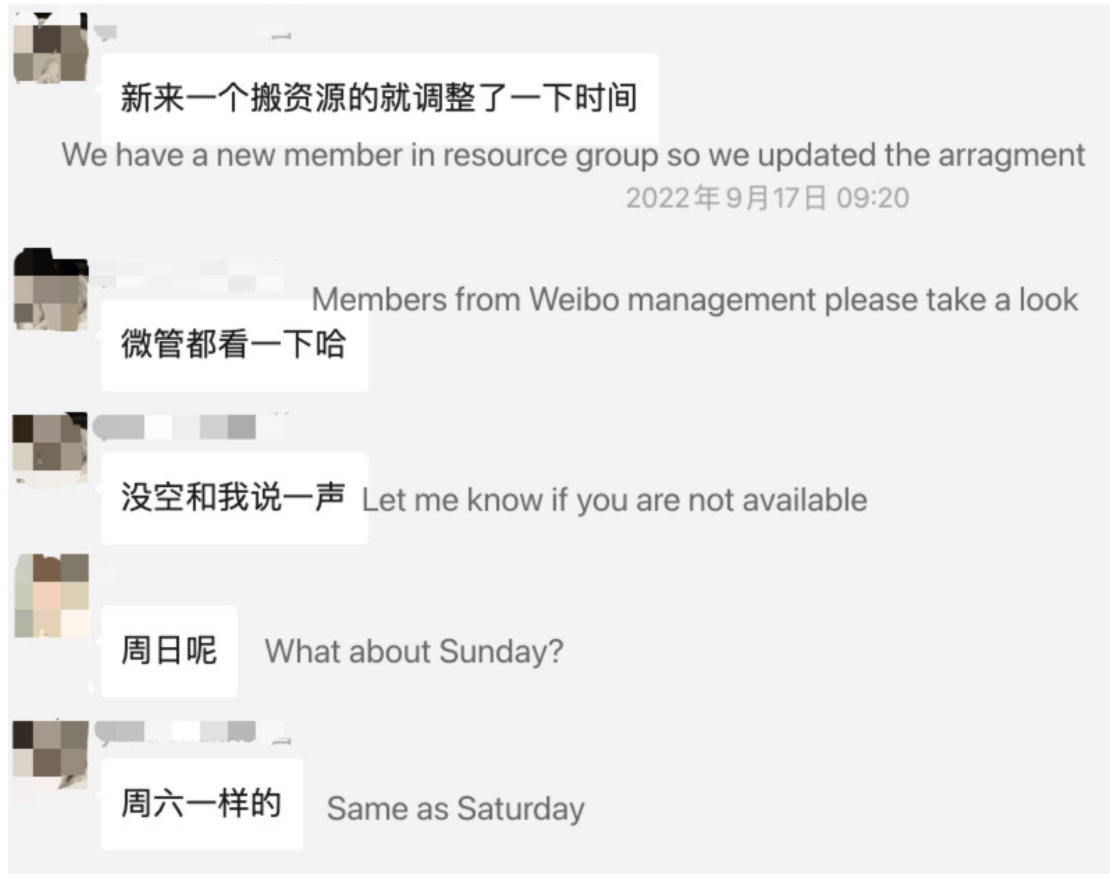 新来一个搬资源的就调整了一下时间
We have a new member in resource group so we updated the arragment
2022年9月17日 09:20
Members from Weibo management please take a look
微管都看一下哈
没空和我说一声 Let me know if you are not available
周日呢 What about Sunday?
周六一样的 Same as Saturday